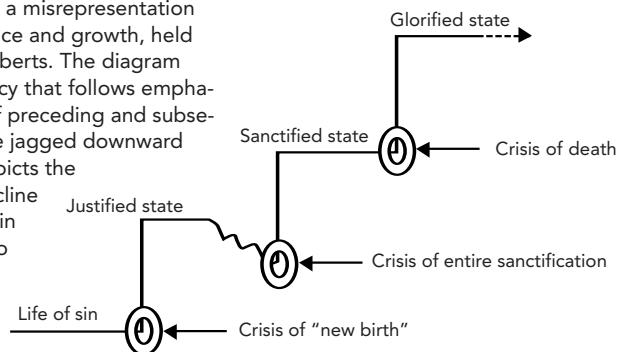 a misrepresentation
ce and growth, held
berts. The diagram
cy that follows empha-
f preceding and subse-
e jagged downward
picts the
cline
in
o
Glorified state
Sanctified state
Crisis of death
Justified state
Crisis of entire sanctification
Life of sin
Crisis of “new birth”